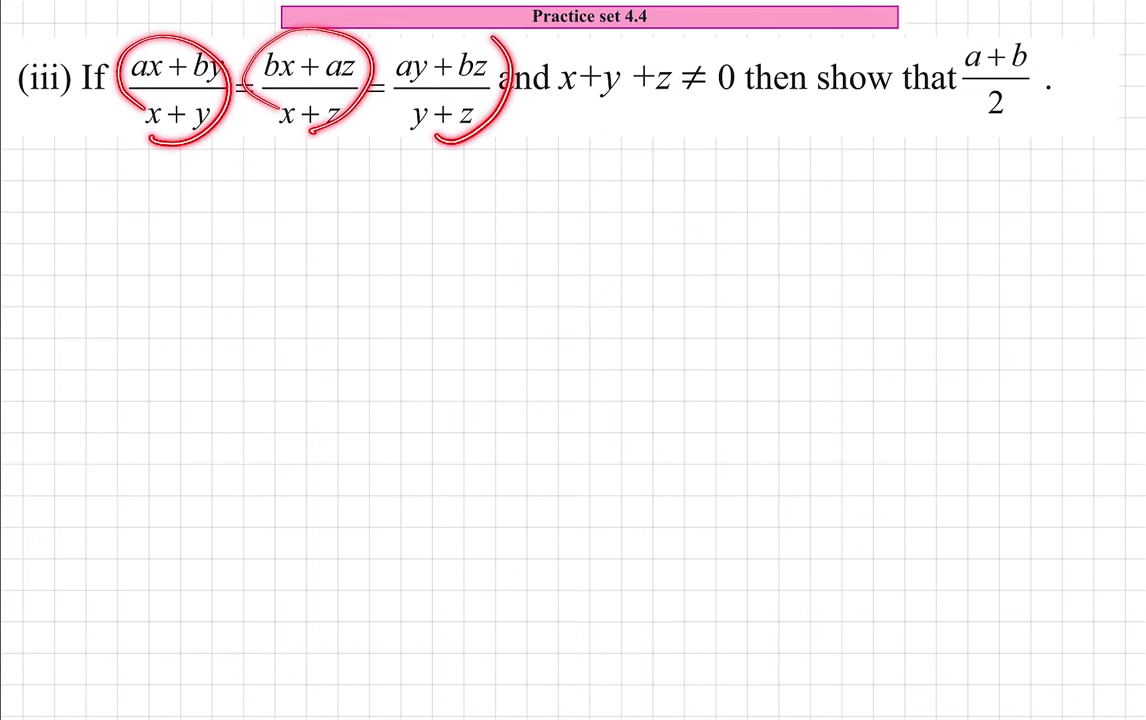 Practice set 4.4
(iii) If (ax + by)/(x + y) = (bx + az)/(x + z) = (ay + bz)/(y + z) and x+y +z ≠ 0 then show that (a + b)/2 .